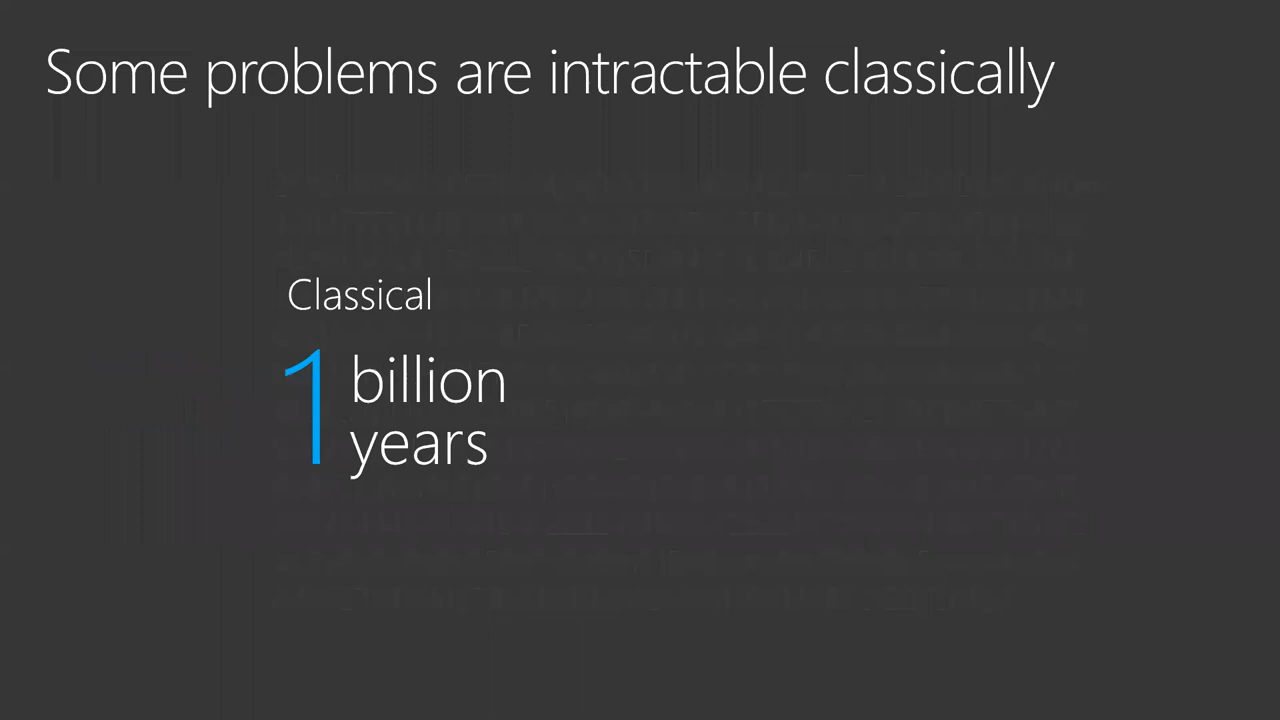 Some problems are intractable classically
Classical
1 billion
years